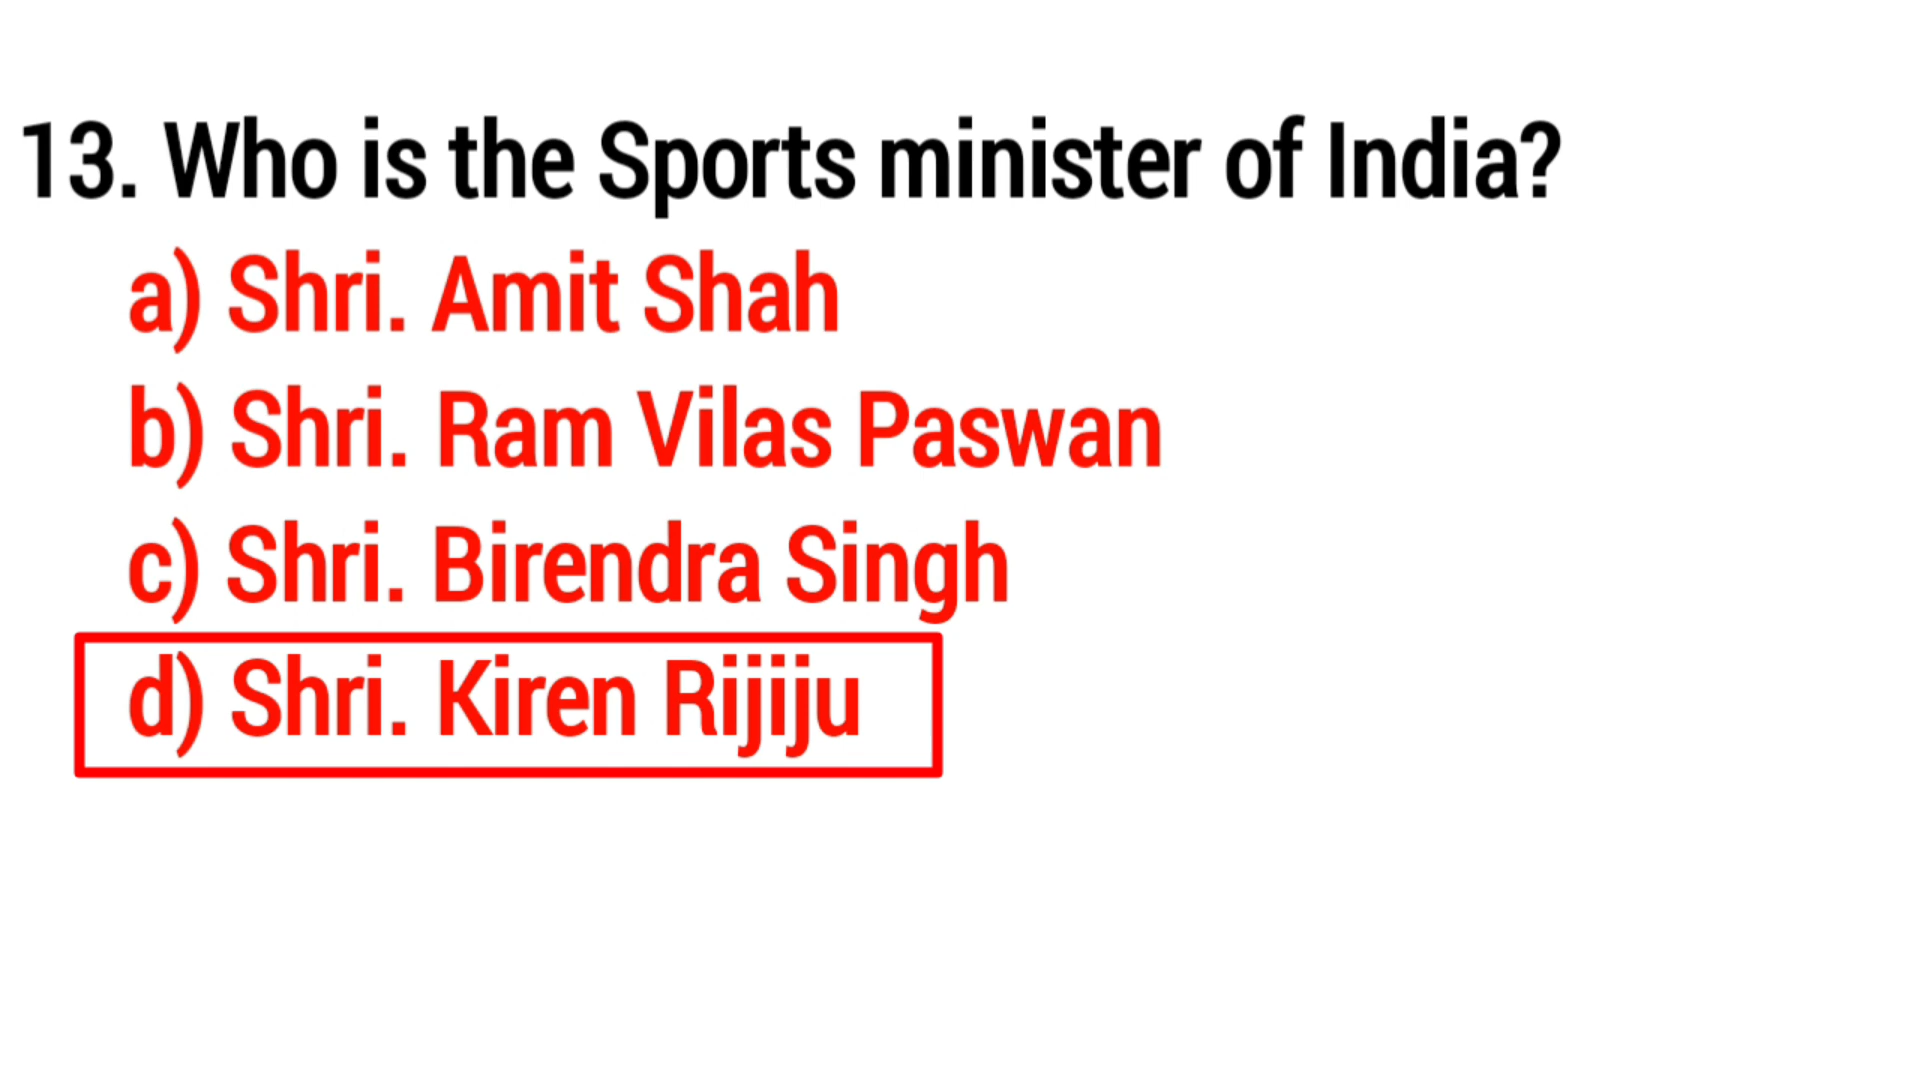 13. Who is the Sports minister of India?
a) Shri. Amit Shah
b) Shri. Ram Vilas Paswan
c) Shri. Birendra Singh
d) Shri. Kiren Rijiju